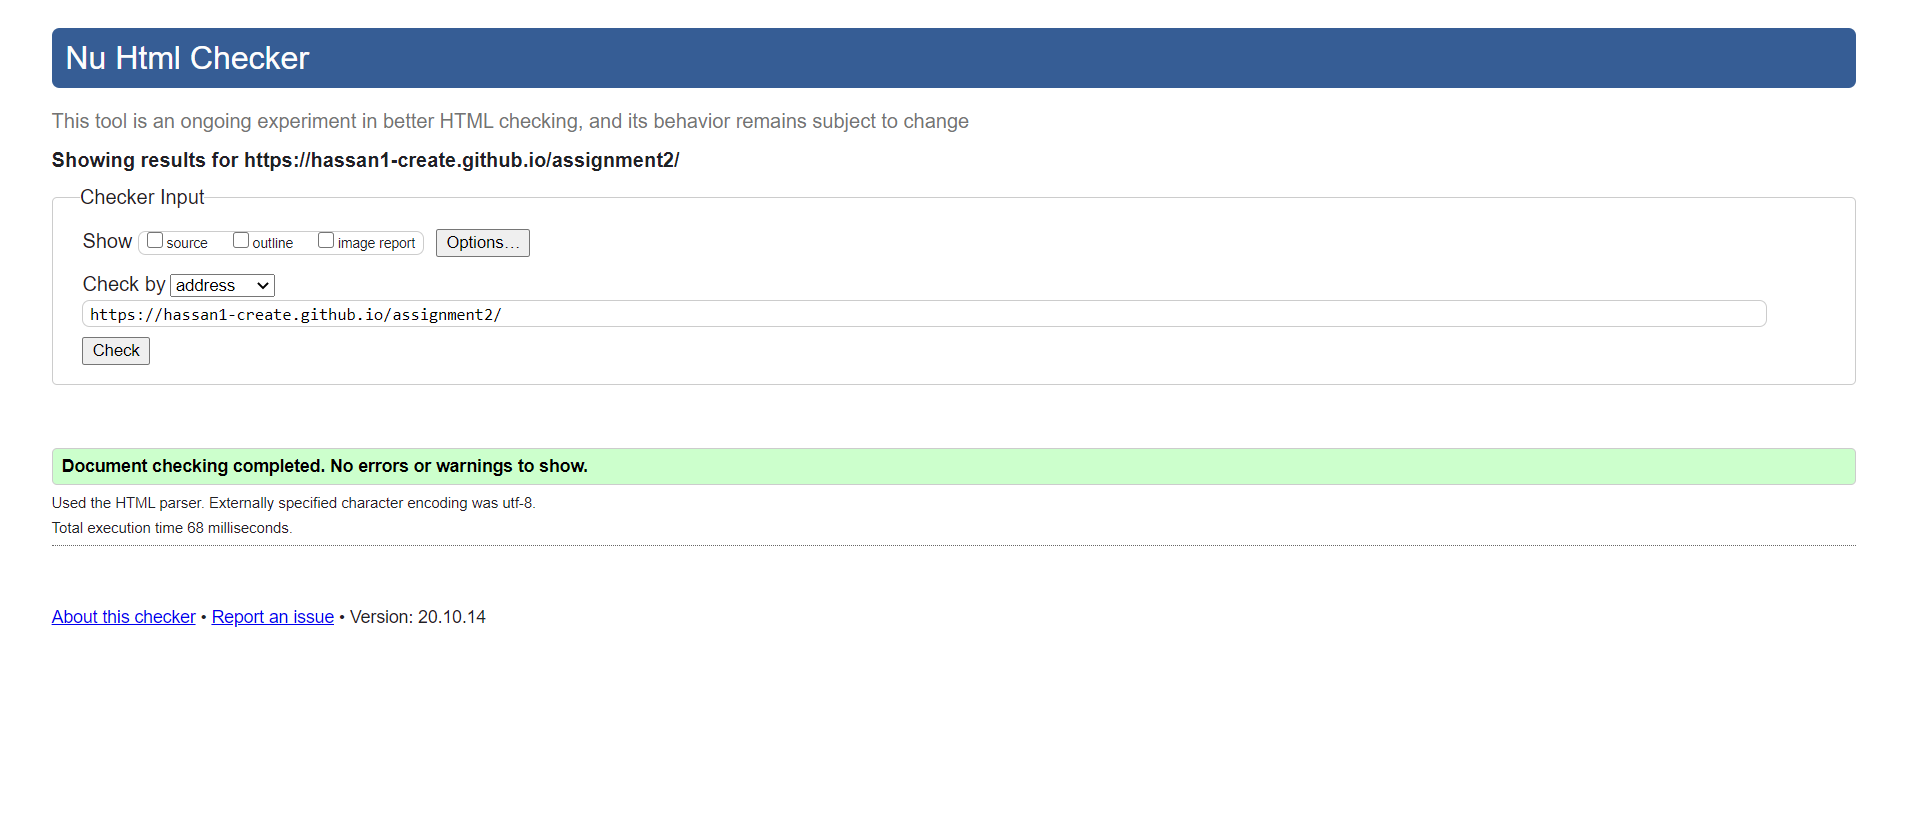 Nu Html Checker
This tool is an ongoing experiment in better HTML checking, and its behavior remains subject to change
Showing results for https://hassan1-create.github.io/assignment2/
Checker Input
Show source outline image report Options...
Check by address
https://hassan1-create.github.io/assignment2/
Check
Document checking completed. No errors or warnings to show.
Used the HTML parser. Externally specified character encoding was utf-8.
Total execution time 68 milliseconds.
About this checker • Report an issue • Version: 20.10.14